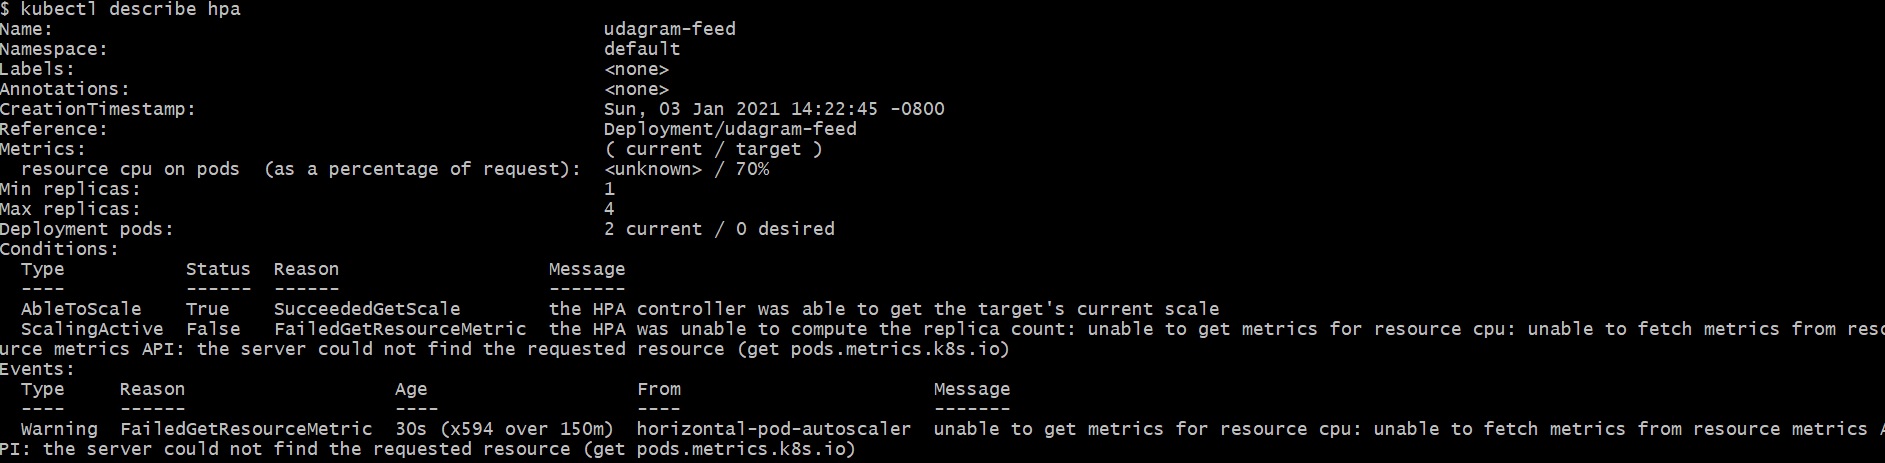 $ kubectl describe hpa
Name:                                                  udagram-feed
Namespace:                                             default
Labels:                                                <none>
Annotations:                                           <none>
CreationTimestamp:                                     Sun, 03 Jan 2021 14:22:45 -0800
Reference:                                             Deployment/udagram-feed
Metrics:                                               ( current / target )
  resource cpu on pods  (as a percentage of request):  <unknown> / 70%
Min replicas:                                          1
Max replicas:                                          4
Deployment pods:                                       2 current / 0 desired
Conditions:
  Type           Status  Reason                   Message
  ----           ------  ------                   -------
  AbleToScale    True    SucceededGetScale        the HPA controller was able to get the target's current scale
  ScalingActive  False   FailedGetResourceMetric  the HPA was unable to compute the replica count: unable to get metrics for resource cpu: unable to fetch metrics from reso
urce metrics API: the server could not find the requested resource (get pods.metrics.k8s.io)
Events:
  Type     Reason                   Age                   From                       Message
  ----     ------                   ----                  ----                       -------
  Warning  FailedGetResourceMetric  30s (x594 over 150m)  horizontal-pod-autoscaler  unable to get metrics for resource cpu: unable to fetch metrics from resource metrics A
PI: the server could not find the requested resource (get pods.metrics.k8s.io)